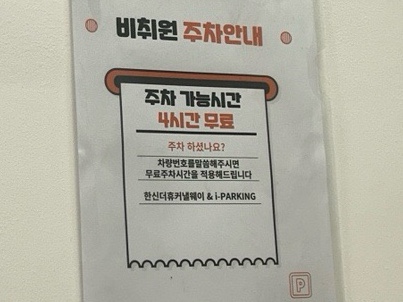 비취원 주차안내
주차 가능시간
4시간 무료
주차 하셨나요?
차량번호를말씀해주시면
무료주차시간을 적용해드립니다
한신더휴커낼웨이 & i-PARKING
P